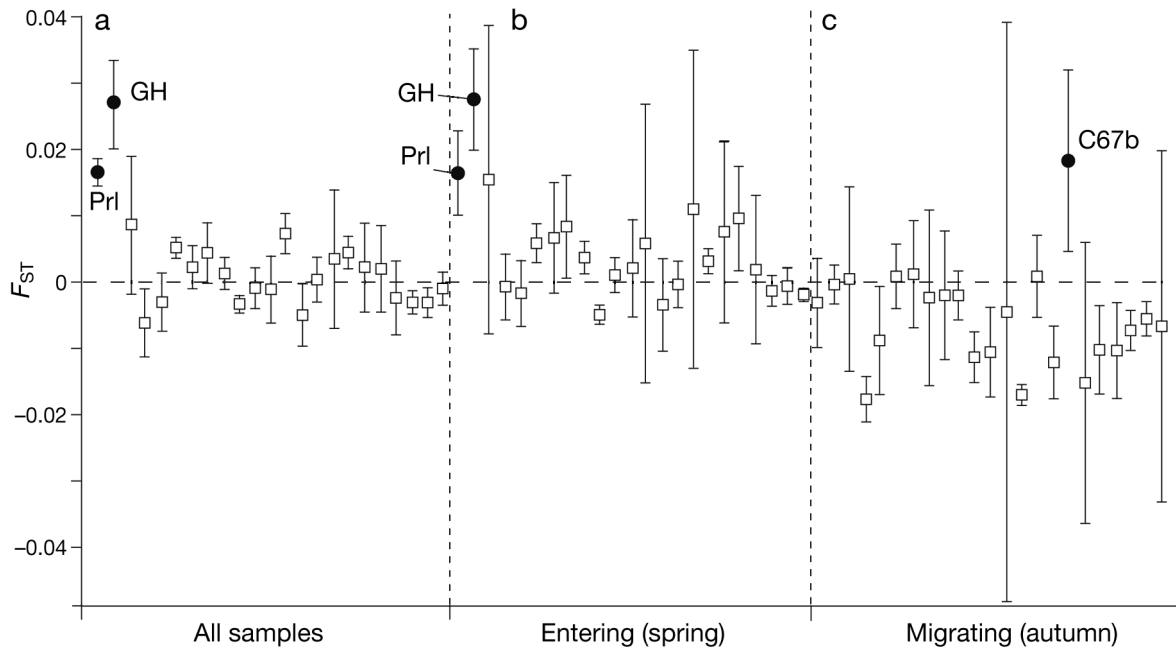 0.04
0.02
0
−0.02
−0.04
F_ST
a
GH
Prl
b
GH
Prl
c
C67b
All samples
Entering (spring)
Migrating (autumn)